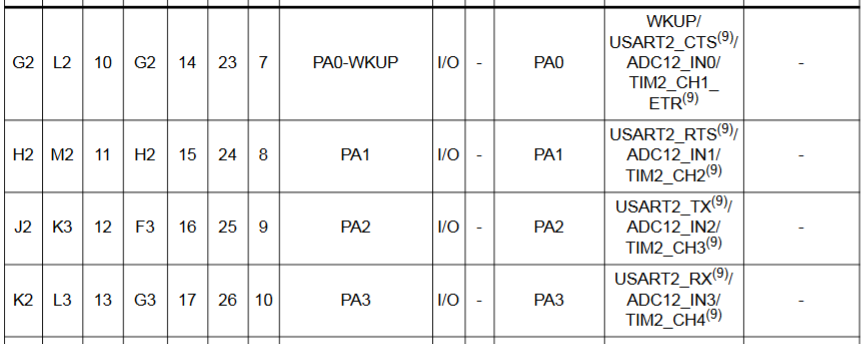 G2 L2 10 G2 14 23 7 PA0-WKUP I/O - PA0 WKUP/
USART2_CTS(9)/
ADC12_IN0/
TIM2_CH1_
ETR(9) -
H2 M2 11 H2 15 24 8 PA1 I/O - PA1 USART2_RTS(9)/
ADC12_IN1/
TIM2_CH2(9) -
J2 K3 12 F3 16 25 9 PA2 I/O - PA2 USART2_TX(9)/
ADC12_IN2/
TIM2_CH3(9) -
K2 L3 13 G3 17 26 10 PA3 I/O - PA3 USART2_RX(9)/
ADC12_IN3/
TIM2_CH4(9) -